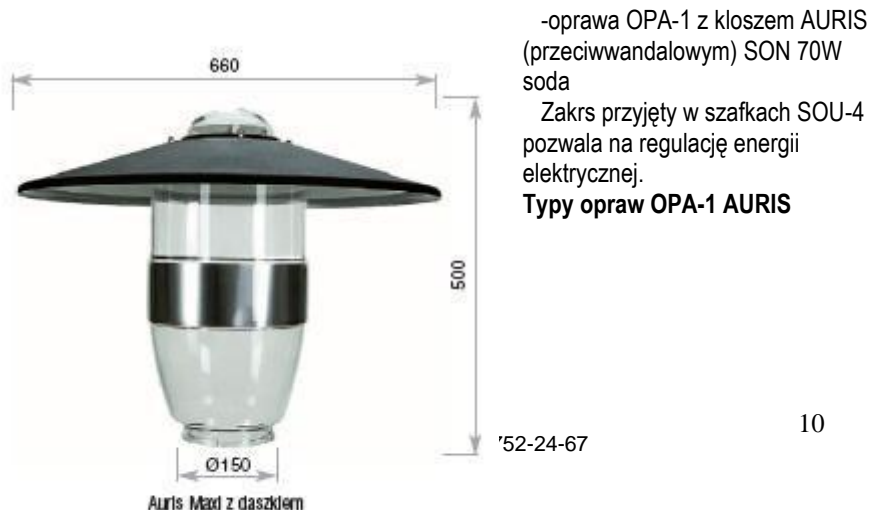 -oprawa OPA-1 z kloszem AURIS
(przeciwwandalowym) SON 70W
soda
Zakrs przyjęty w szafkach SOU-4
pozwala na regulację energii
elektrycznej.
Typy opraw OPA-1 AURIS
660
500
Ø150
Auris Maxi z daszkiem
752-24-67
10